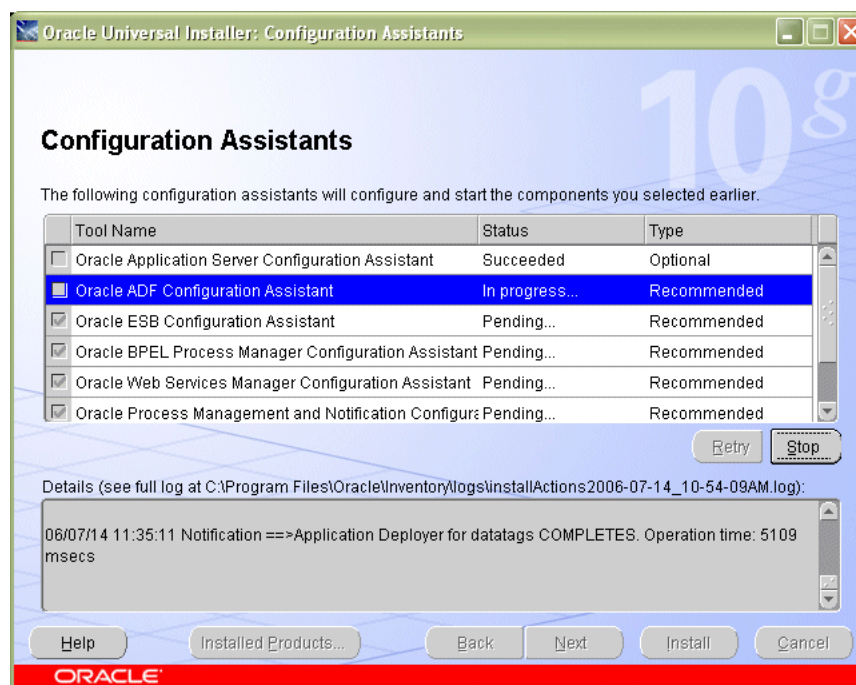 Oracle Universal Installer: Configuration Assistants
10g
Configuration Assistants
The following configuration assistants will configure and start the components you selected earlier.
Tool Name Status Type
Oracle Application Server Configuration Assistant Succeeded Optional
Oracle ADF Configuration Assistant In progress... Recommended
Oracle ESB Configuration Assistant Pending... Recommended
Oracle BPEL Process Manager Configuration Assistant Pending... Recommended
Oracle Web Services Manager Configuration Assistant Pending... Recommended
Oracle Process Management and Notification Configura Pending... Recommended
Retry Stop
Details (see full log at C:\Program Files\Oracle\Inventory\logs\installActions2006-07-14_10-54-09AM.log):
06/07/14 11:35:11 Notification ==>Application Deployer for datatags COMPLETES. Operation time: 5109
msecs
Help Installed Products... Back Next Install Cancel
ORACLE